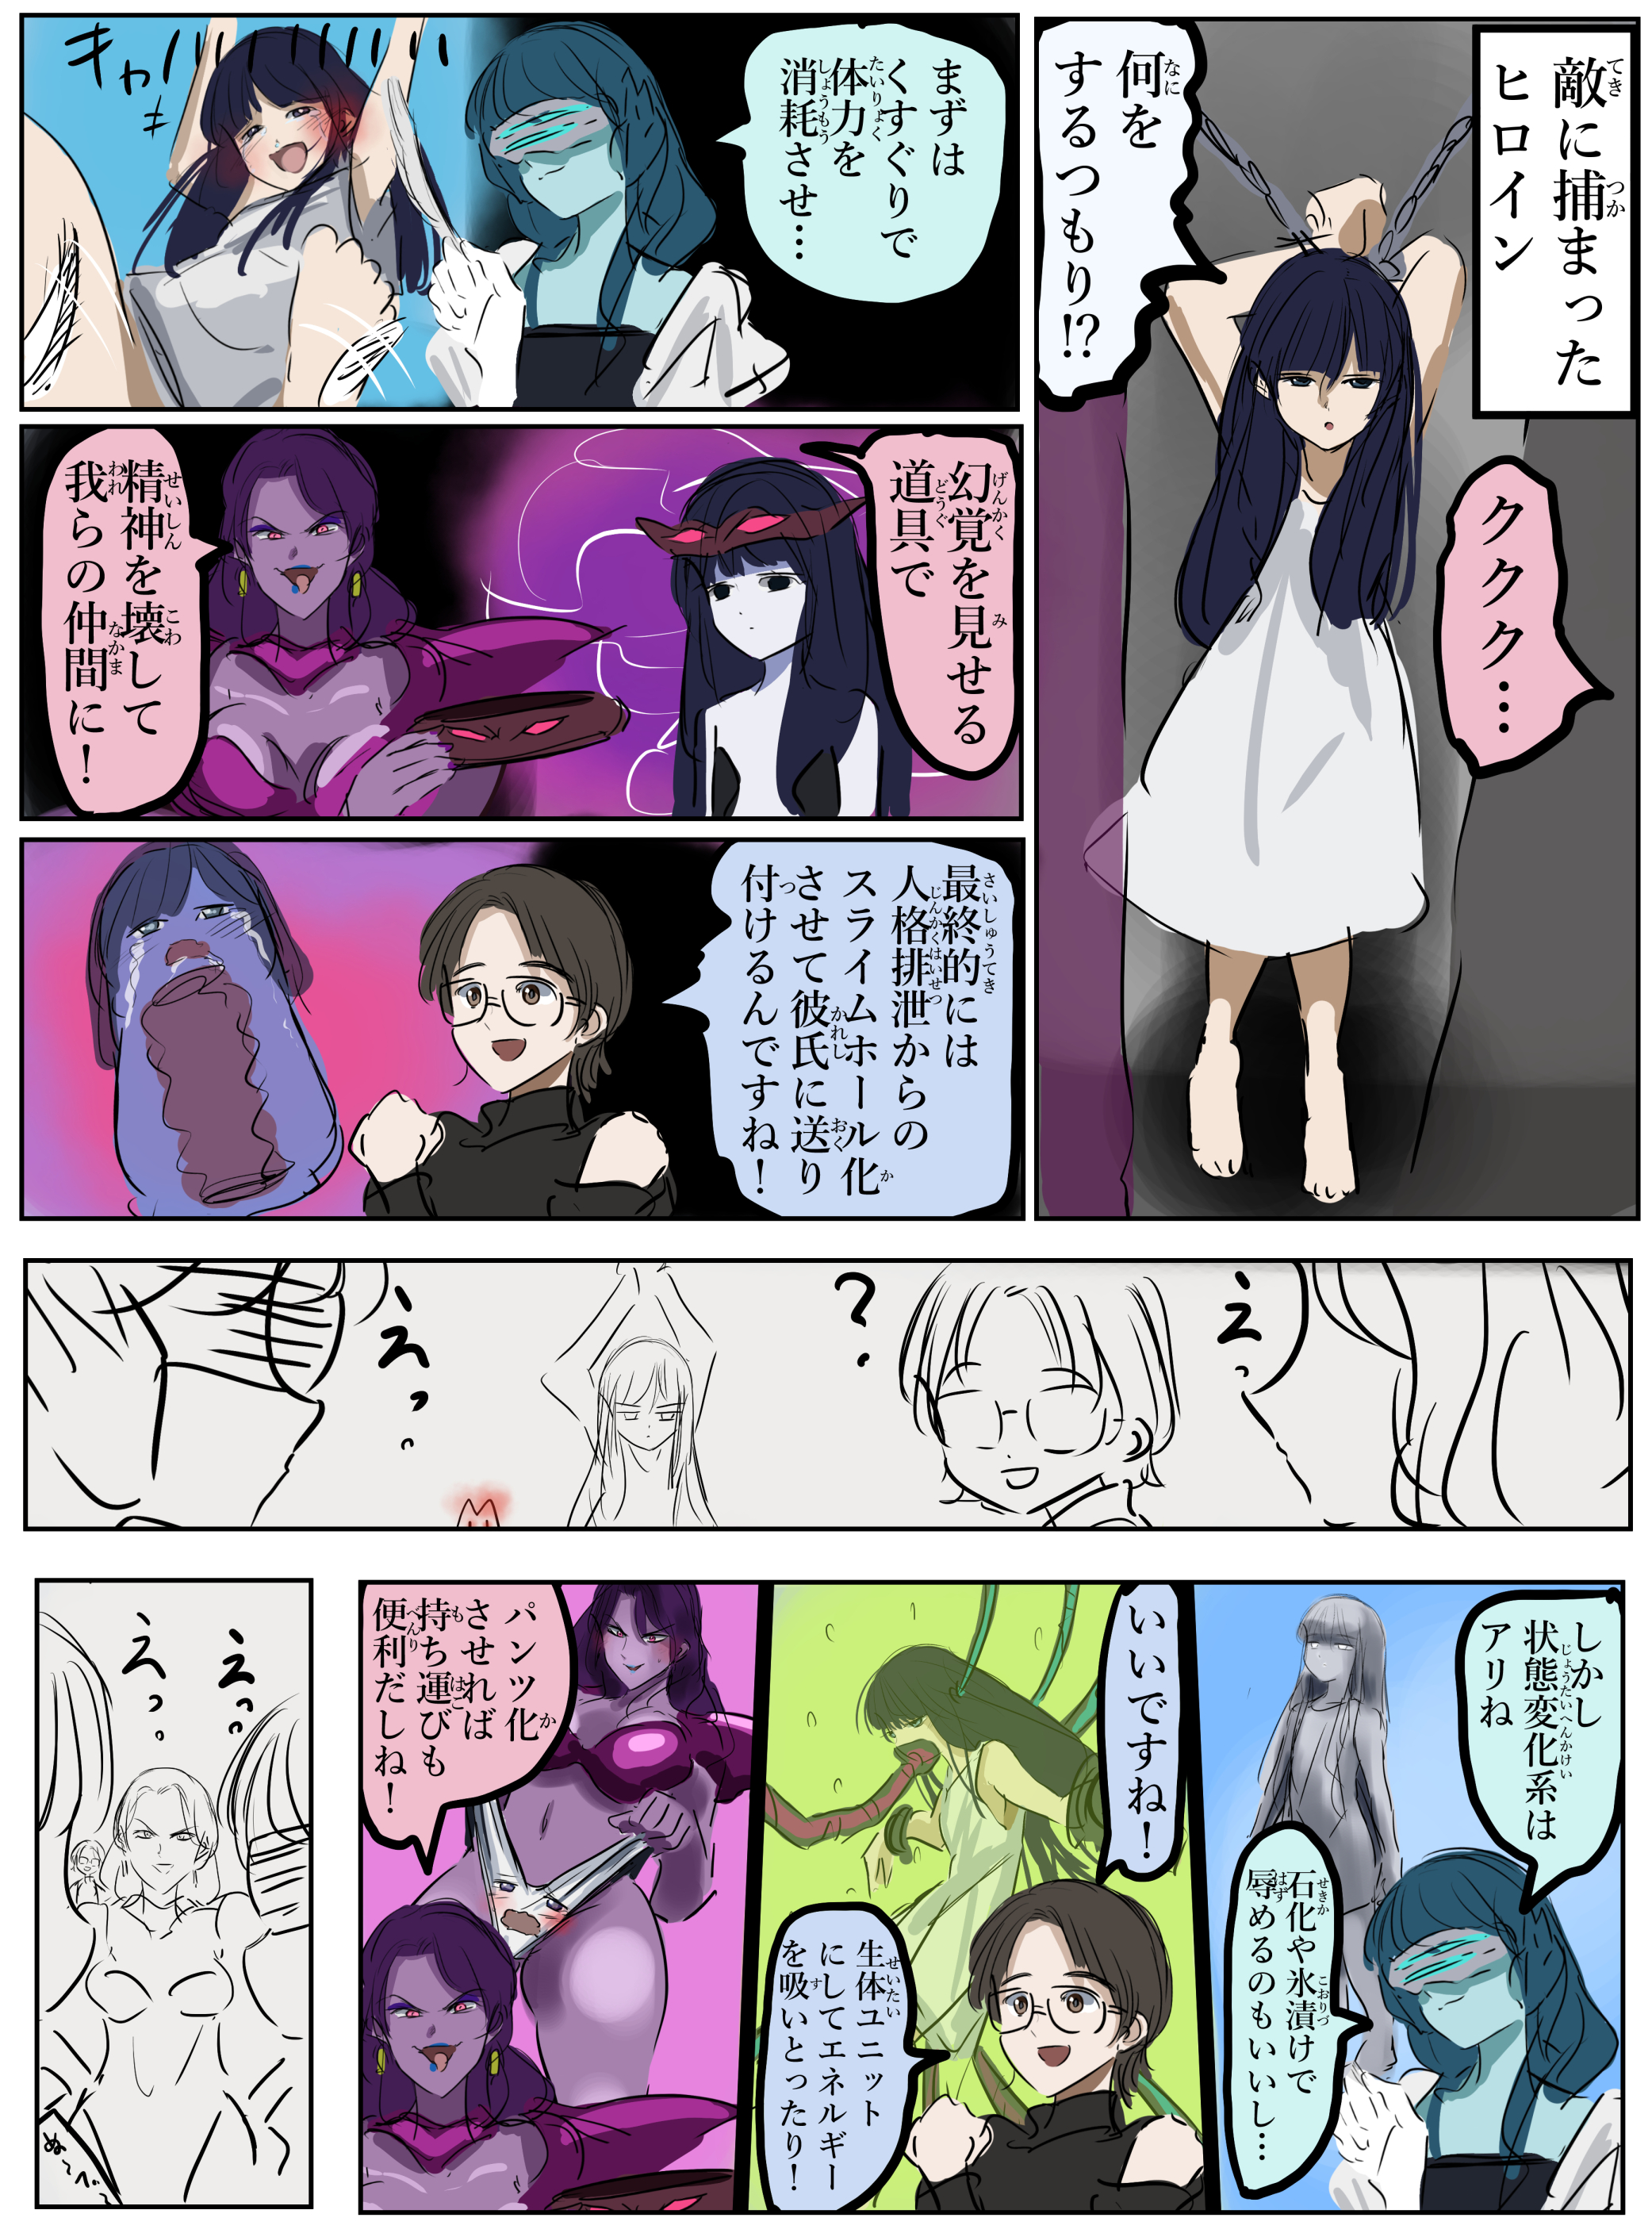 敵に捕まった
ヒロイン
ククク…
何を
するつもり!?
まずは
くすぐりで
体力を
消耗させ…
キャハハハハハハハ
幻覚を見せる
道具で
精神を壊して
我らの仲間に!
最終的には
人格排泄からの
スライムホール化
させて彼氏に送り
付けるんですね!
えっ
?
えっ
しかし
状態変化系は
アリね
石化や氷漬けで
辱めるのもいいし…
いいですね!
生体ユニット
にしてエネルギー
を吸いとったり!
パンツ化
させれば
持ち運びも
便利だしね!
えっ
えっ
ぬ〜べ〜